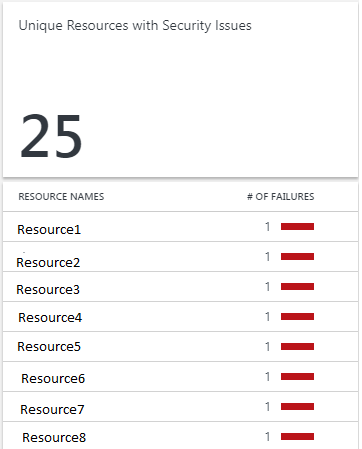 Unique Resources with Security Issues
25
RESOURCE NAMES # OF FAILURES
Resource1 1
Resource2 1
Resource3 1
Resource4 1
Resource5 1
Resource6 1
Resource7 1
Resource8 1